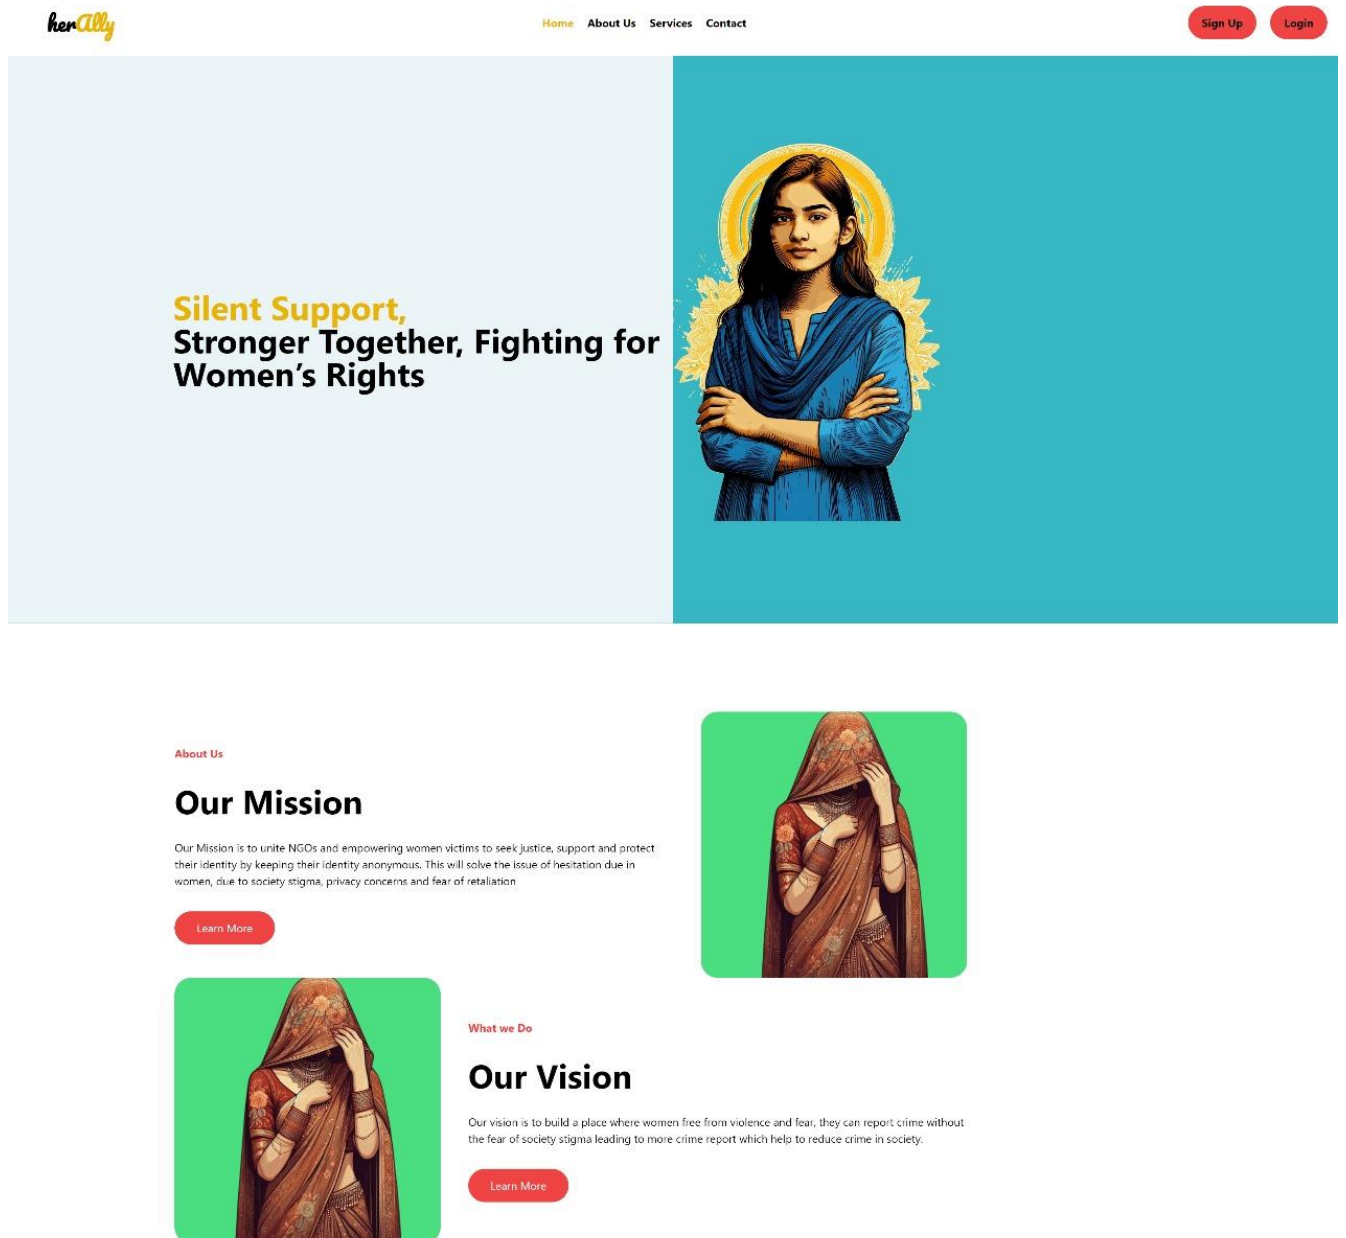 herAlly
Home About Us Services Contact
Sign Up Login
Silent Support,
Stronger Together, Fighting for
Women's Rights
About Us
Our Mission
Our Mission is to unite NGOs and empowering women victims to seek justice, support and protect
their identity by keeping their identity anonymous. This will solve the issue of hesitation due in
women, due to society stigma, privacy concerns and fear of retaliation
Learn More
What we Do
Our Vision
Our vision is to build a place where women free from violence and fear, they can report crime without
the fear of society stigma leading to more crime report which help to reduce crime in society.
Learn More